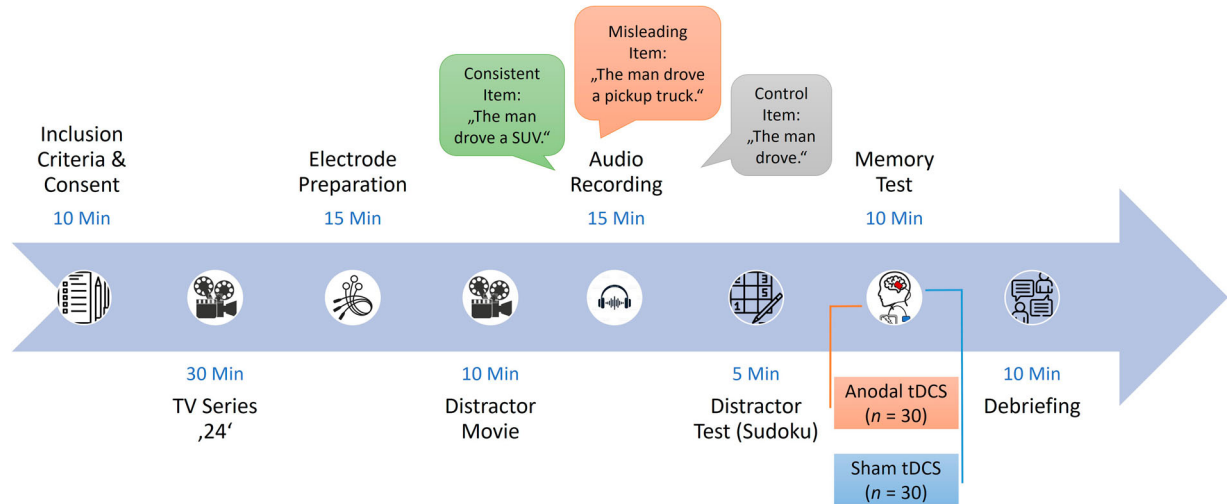 Inclusion
Criteria &
Consent
10 Min
30 Min
TV Series
‚24‘
Electrode
Preparation
15 Min
10 Min
Distractor
Movie
Consistent
Item:
„The man
drove a SUV.“
Misleading
Item:
„The man drove
a pickup truck.“
Control
Item:
„The man
drove.“
Audio
Recording
15 Min
5 Min
Distractor
Test (Sudoku)
Memory
Test
10 Min
Anodal tDCS
(n = 30)
Sham tDCS
(n = 30)
10 Min
Debriefing